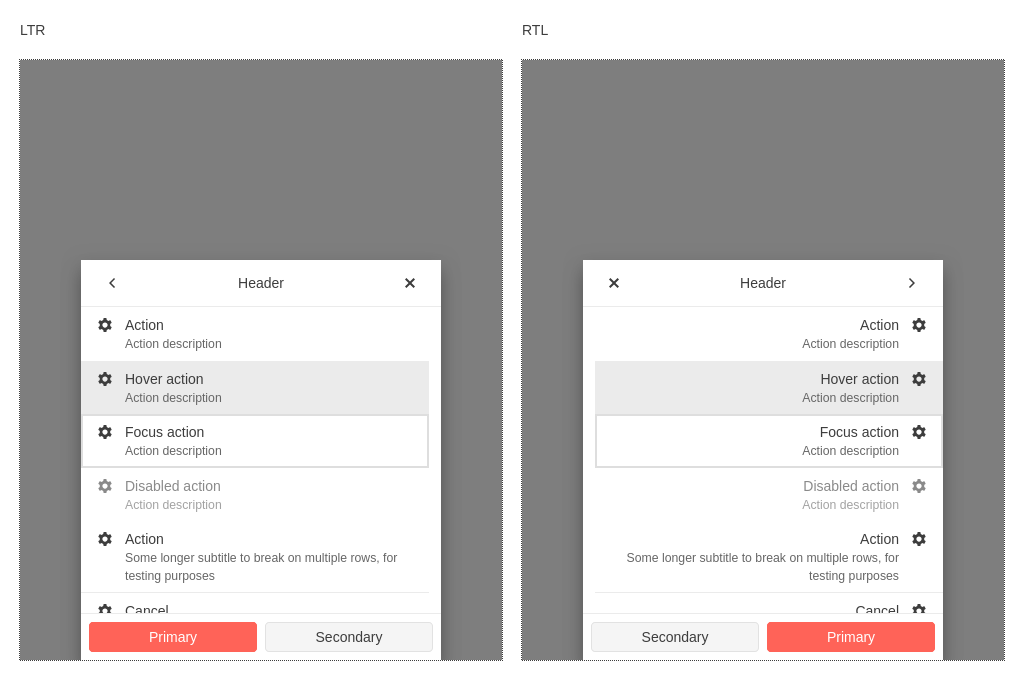 LTR
Header
Action
Action description
Hover action
Action description
Focus action
Action description
Disabled action
Action description
Action
Some longer subtitle to break on multiple rows, for
testing purposes
Cancel
Primary
Secondary
RTL
Header
Action
Action description
Hover action
Action description
Focus action
Action description
Disabled action
Action description
Action
Some longer subtitle to break on multiple rows, for
testing purposes
Cancel
Secondary
Primary